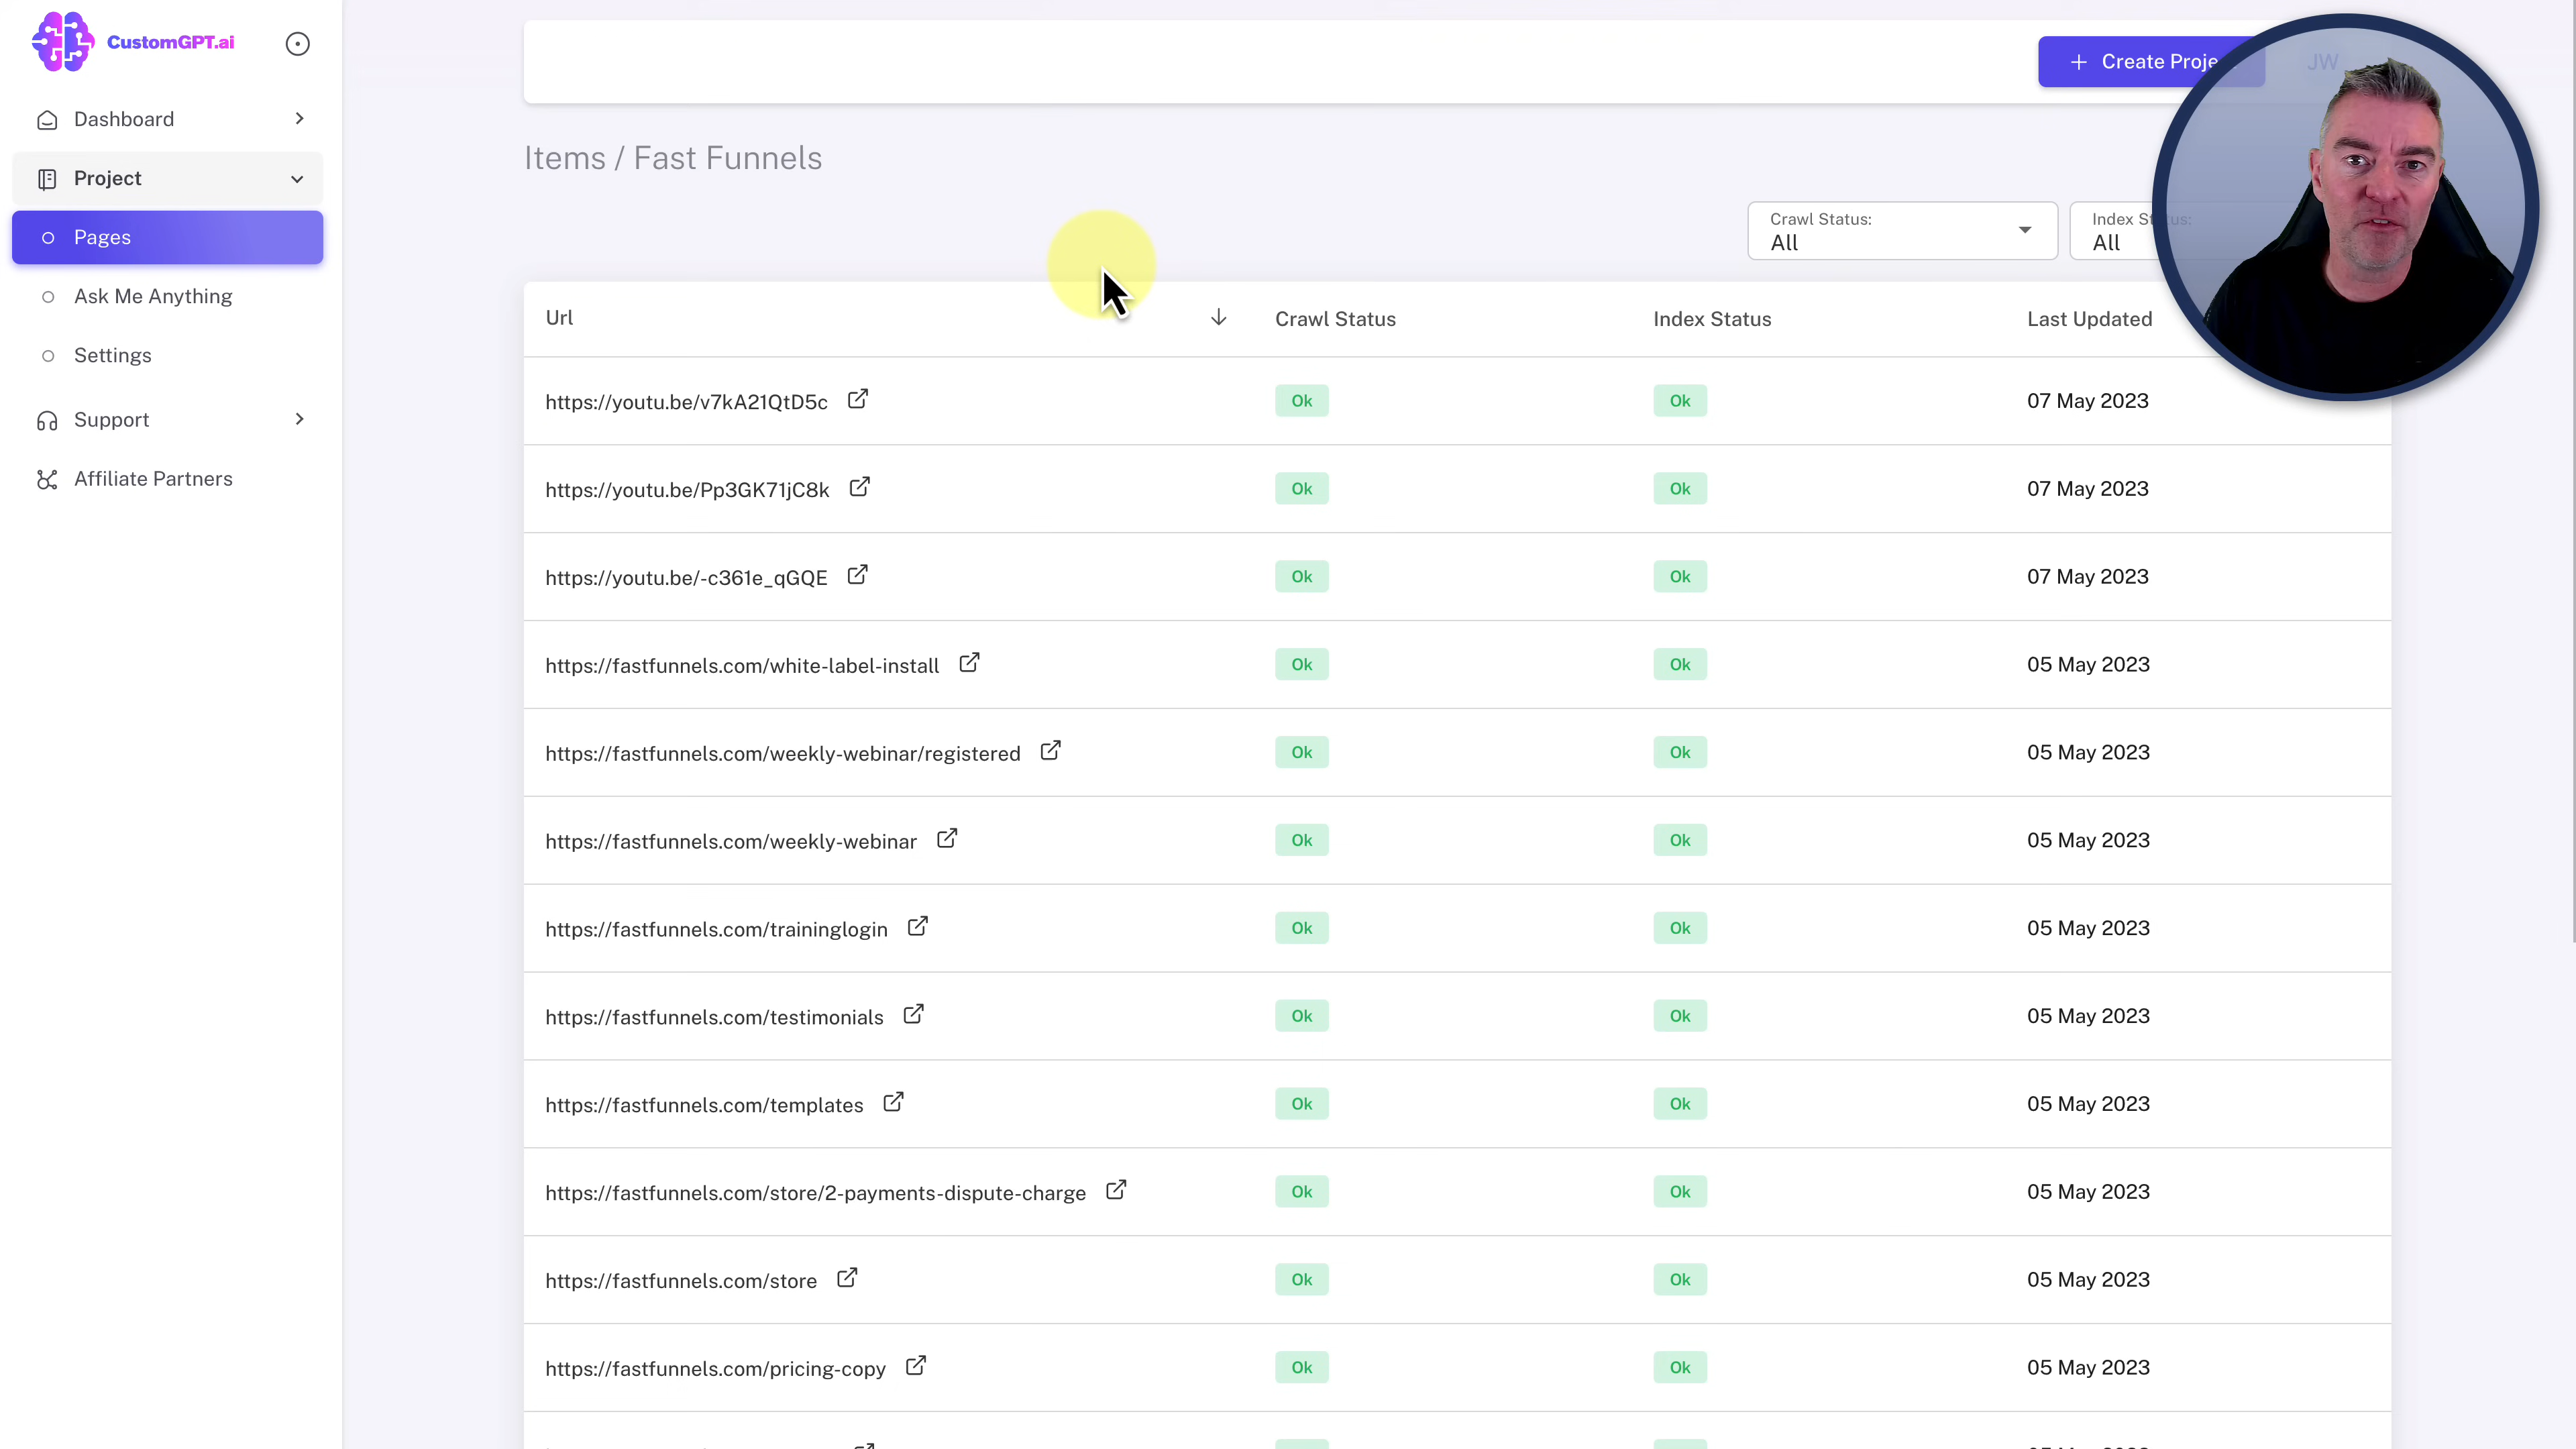 CustomGPT.ai
Dashboard
Project
Pages
Ask Me Anything
Settings
Support
Affiliate Partners
+ Create Proje
JW
Items / Fast Funnels
Crawl Status:
All
Index Status:
All
Url Crawl Status Index Status Last Updated
https://youtu.be/v7kA21QtD5c Ok Ok 07 May 2023
https://youtu.be/Pp3GK71jC8k Ok Ok 07 May 2023
https://youtu.be/-c361e_qGQE Ok Ok 07 May 2023
https://fastfunnels.com/white-label-install Ok Ok 05 May 2023
https://fastfunnels.com/weekly-webinar/registered Ok Ok 05 May 2023
https://fastfunnels.com/weekly-webinar Ok Ok 05 May 2023
https://fastfunnels.com/traininglogin Ok Ok 05 May 2023
https://fastfunnels.com/testimonials Ok Ok 05 May 2023
https://fastfunnels.com/templates Ok Ok 05 May 2023
https://fastfunnels.com/store/2-payments-dispute-charge Ok Ok 05 May 2023
https://fastfunnels.com/store Ok Ok 05 May 2023
https://fastfunnels.com/pricing-copy Ok Ok 05 May 2023